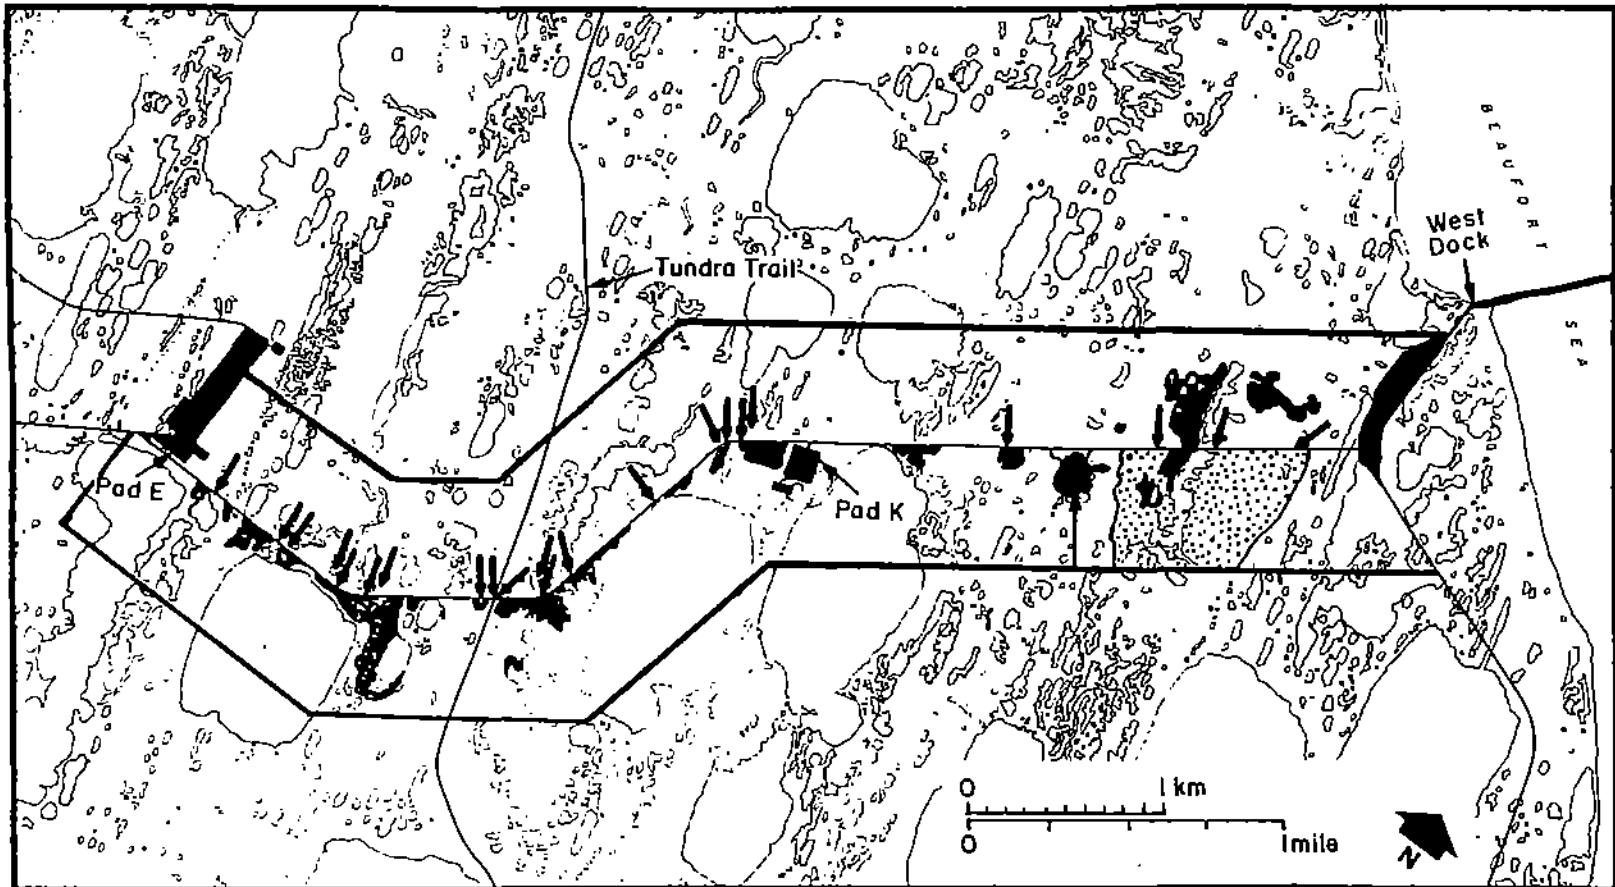 BEAUFORT
SEA
West
Dock
Tundra Trail
Pad E
Pad K
0 1 km
0 1 mile
N